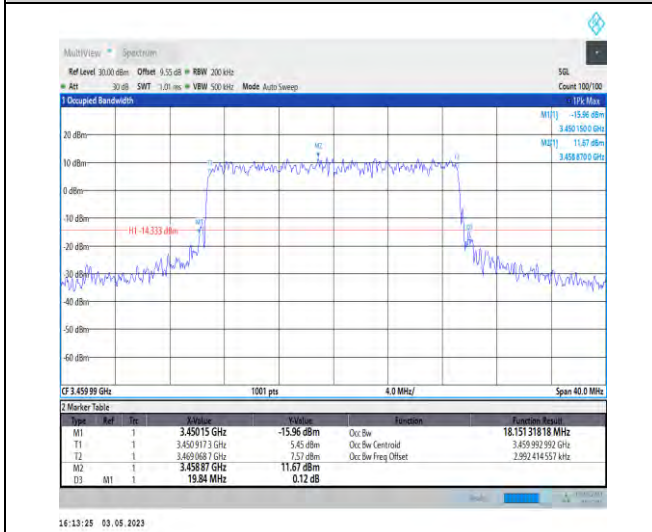 MultiView Spectrum
Ref Level 30.00 dBm Offset 9.55 dB RBW 200 kHz SGL
Att 30 dB SWT 1.01 ms VBW 500 kHz Mode Auto Sweep Count 100/100
1 Occupied Bandwidth 1Pk Max
M1[1] -15.96 dBm
3.450 150 0 GHz
M2[1] 11.67 dBm
3.458 870 0 GHz
20 dBm
M2
10 dBm
T1
0 dBm
-10 dBm
M1
H1 -14.333 dBm
D3
-20 dBm
-30 dBm
-40 dBm
-50 dBm
-60 dBm
CF 3.459 99 GHz 1001 pts 4.0 MHz/ Span 40.0 MHz
2 Marker Table
Type Ref Trc X-Value Y-Value Function Function Result
M1 1 3.45015 GHz -15.96 dBm Occ Bw 18.151 318 18 MHz
T1 1 3.450 917 3 GHz 5.45 dBm Occ Bw Centroid 3.459 992 992 GHz
T2 1 3.469 068 7 GHz 7.57 dBm Occ Bw Freq Offset 2.992 414 557 kHz
M2 1 3.45887 GHz 11.67 dBm
D3 M1 1 19.84 MHz 0.12 dB
16:13:25 03.05.2023